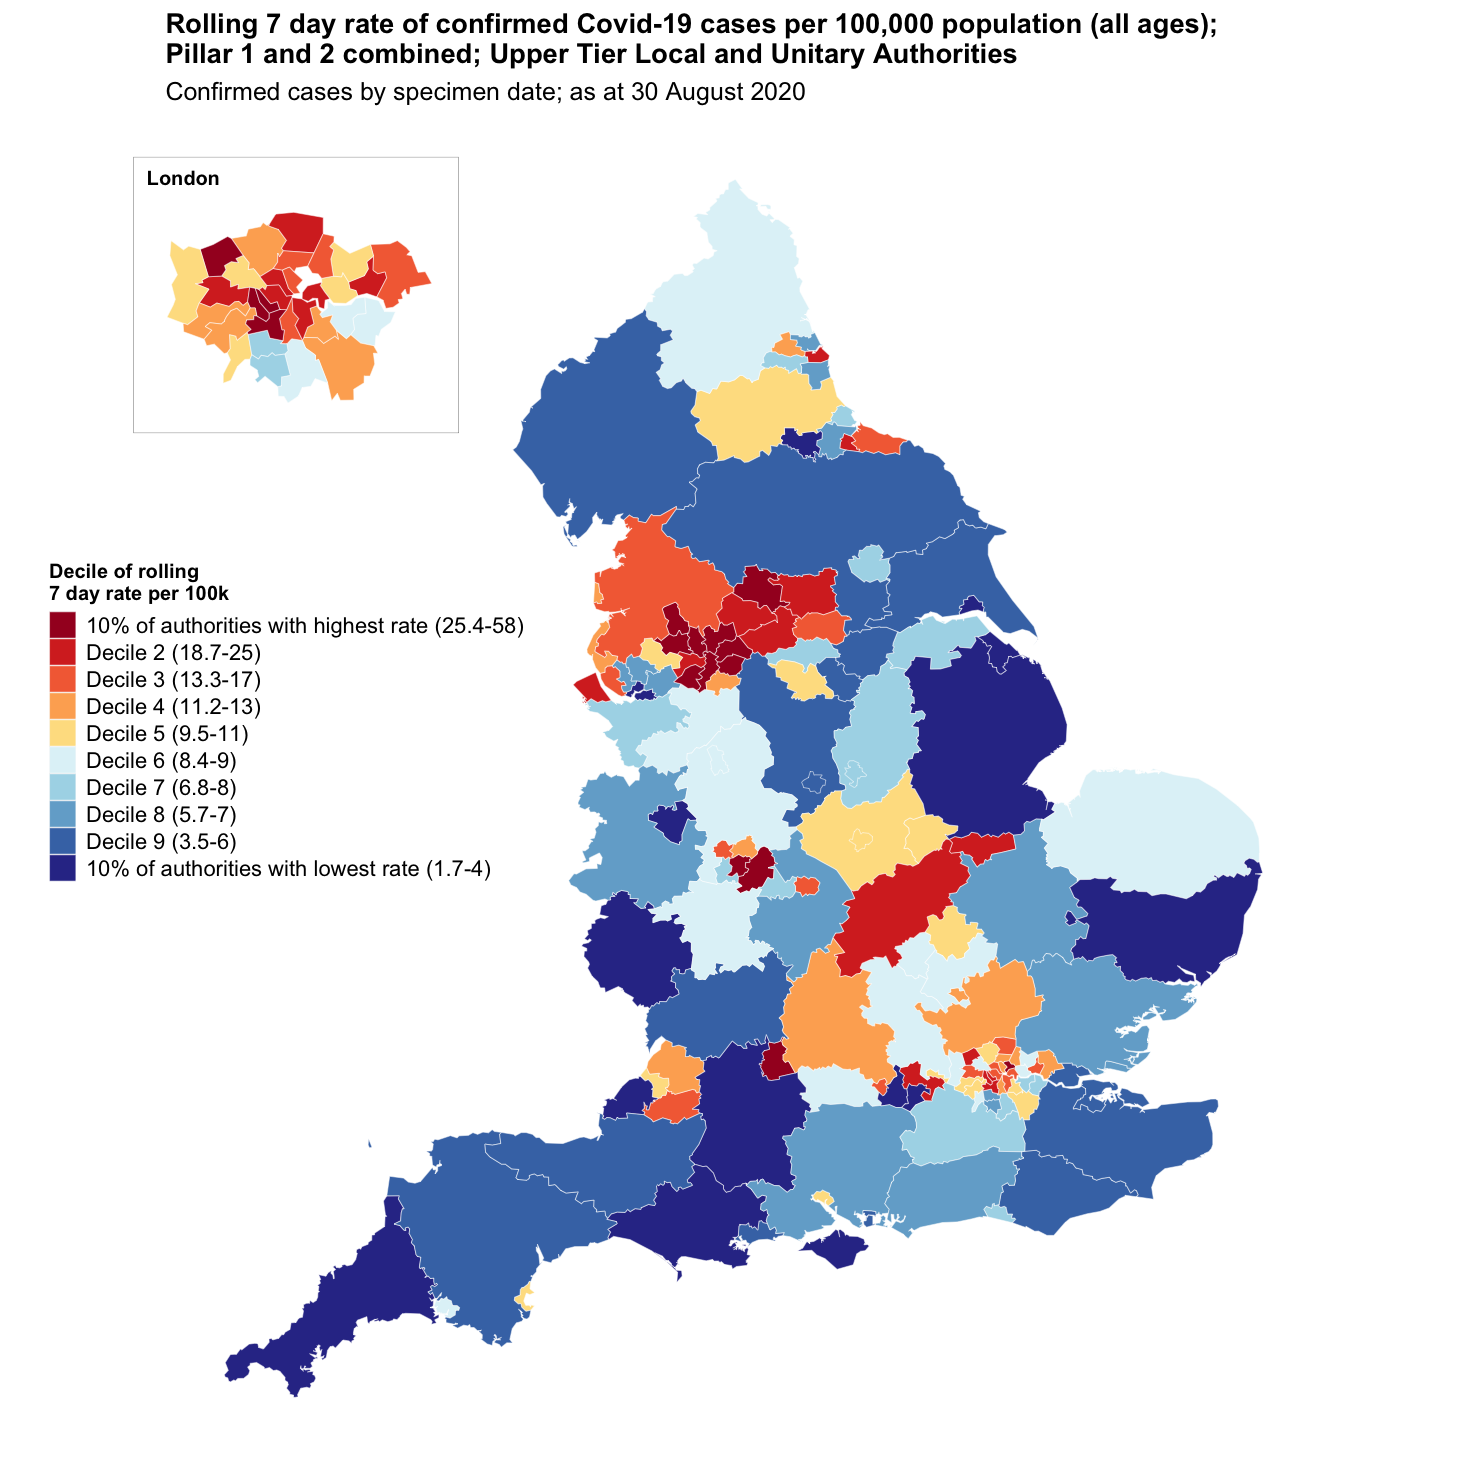 Rolling 7 day rate of confirmed Covid-19 cases per 100,000 population (all ages);
Pillar 1 and 2 combined; Upper Tier Local and Unitary Authorities
Confirmed cases by specimen date; as at 30 August 2020
London
Decile of rolling
7 day rate per 100k
10% of authorities with highest rate (25.4-58)
Decile 2 (18.7-25)
Decile 3 (13.3-17)
Decile 4 (11.2-13)
Decile 5 (9.5-11)
Decile 6 (8.4-9)
Decile 7 (6.8-8)
Decile 8 (5.7-7)
Decile 9 (3.5-6)
10% of authorities with lowest rate (1.7-4)